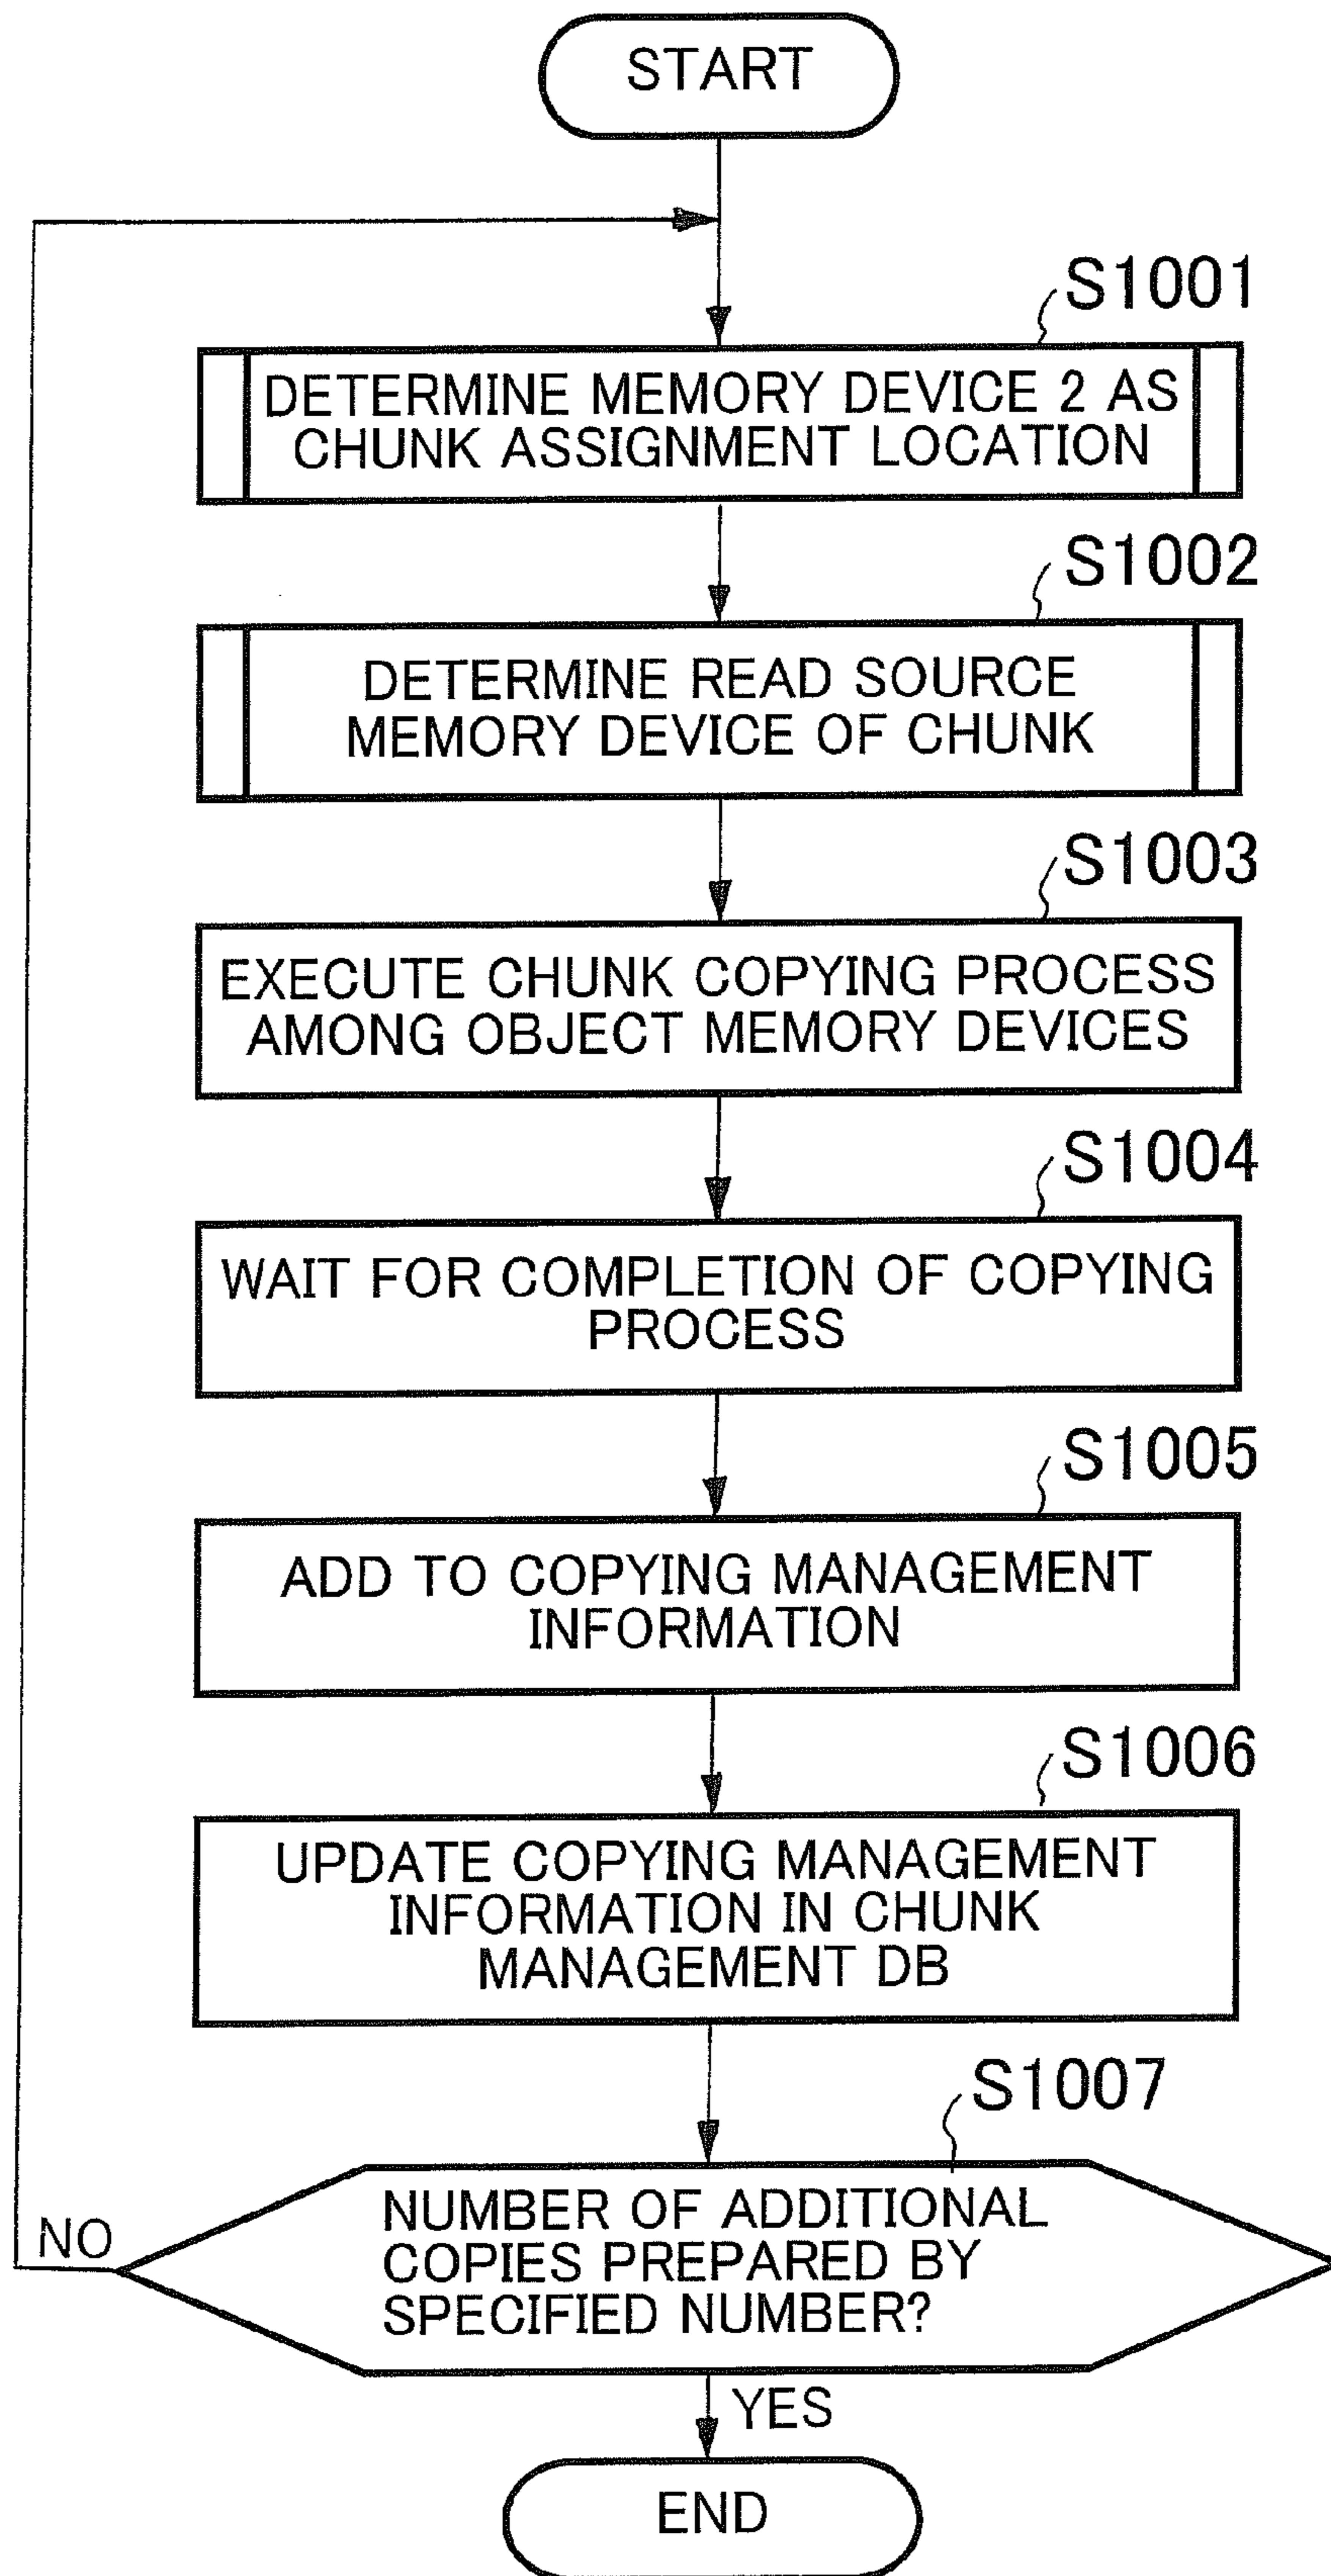 START
S1001
DETERMINE MEMORY DEVICE 2 AS
CHUNK ASSIGNMENT LOCATION
S1002
DETERMINE READ SOURCE
MEMORY DEVICE OF CHUNK
S1003
EXECUTE CHUNK COPYING PROCESS
AMONG OBJECT MEMORY DEVICES
S1004
WAIT FOR COMPLETION OF COPYING
PROCESS
S1005
ADD TO COPYING MANAGEMENT
INFORMATION
S1006
UPDATE COPYING MANAGEMENT
INFORMATION IN CHUNK
MANAGEMENT DB
S1007
NUMBER OF ADDITIONAL
COPIES PREPARED BY
SPECIFIED NUMBER?
NO
YES
END